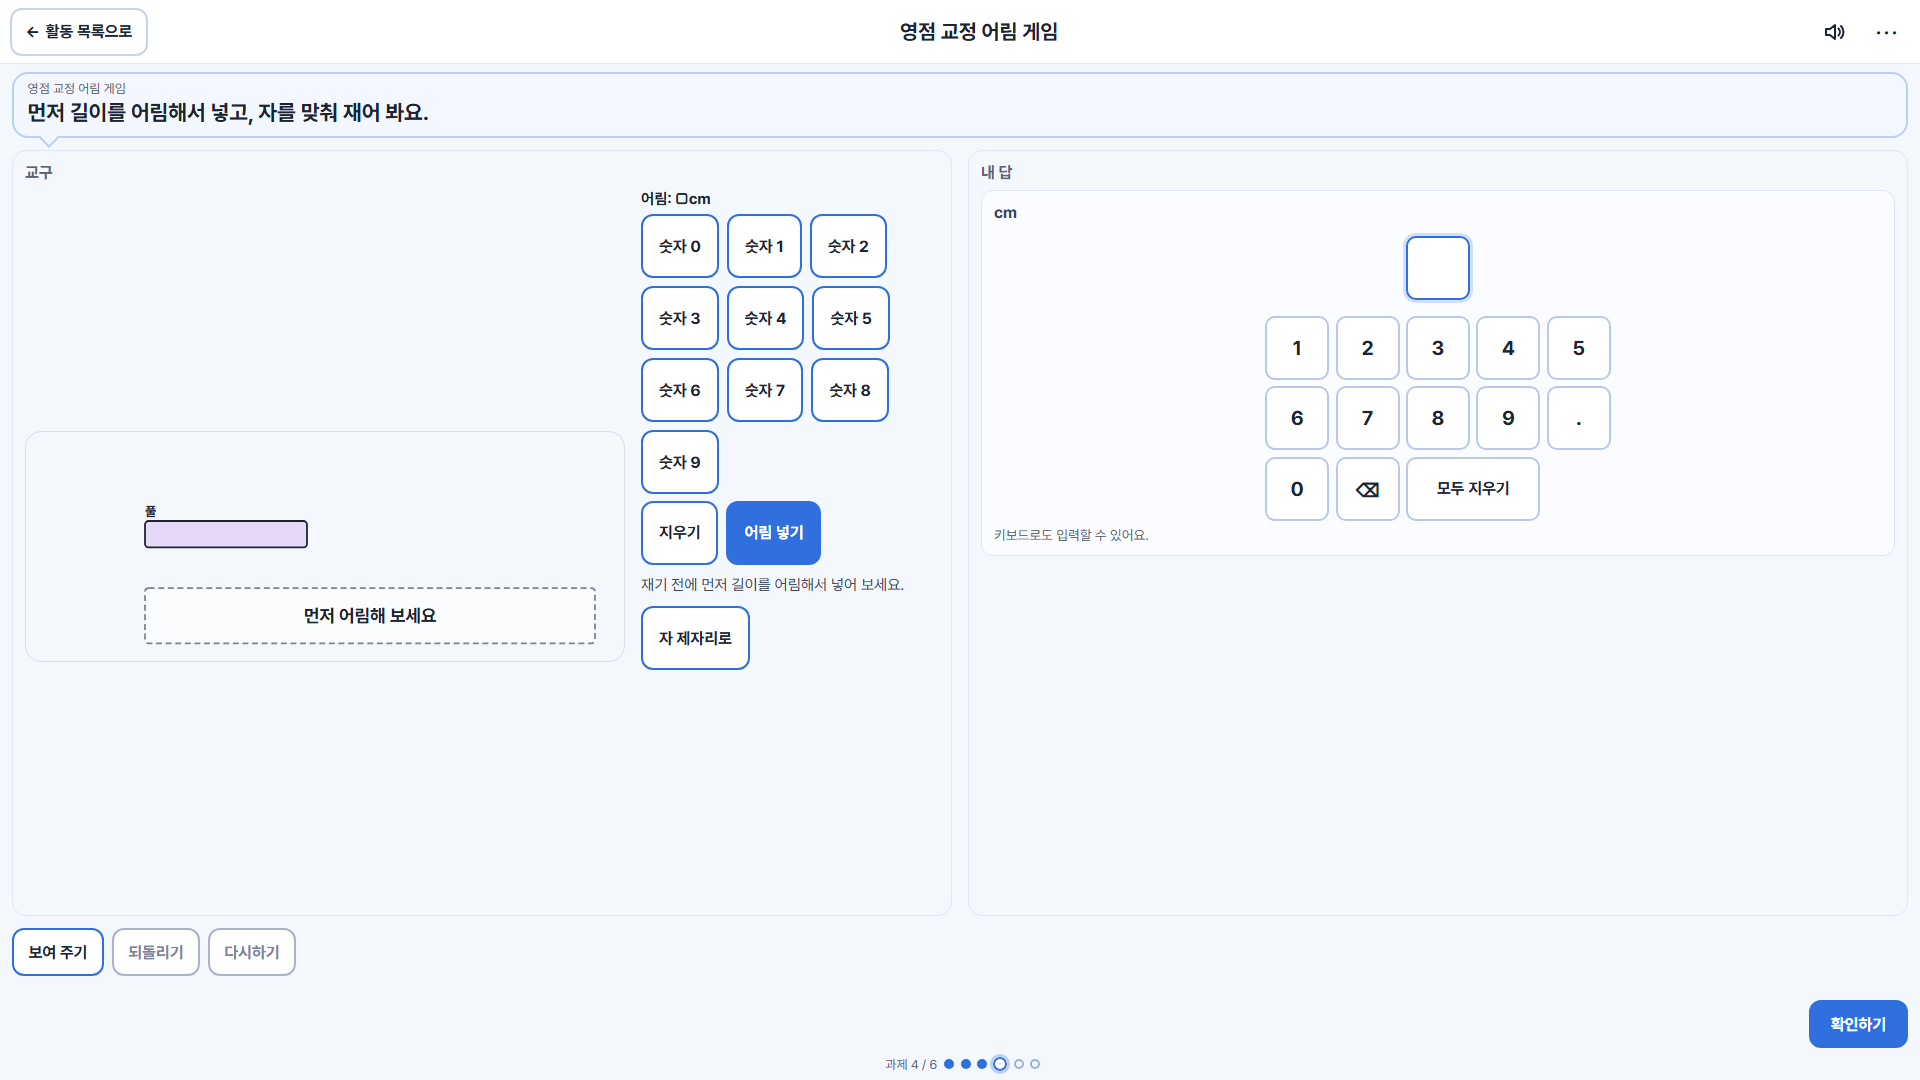 ← 활동 목록으로
영점 교정 어림 게임
영점 교정 어림 게임
먼저 길이를 어림해서 넣고, 자를 맞춰 재어 봐요.
교구
어림: □cm
숫자 0
숫자 1
숫자 2
숫자 3
숫자 4
숫자 5
숫자 6
숫자 7
숫자 8
숫자 9
지우기
어림 넣기
재기 전에 먼저 길이를 어림해서 넣어 보세요.
자 제자리로
풀
먼저 어림해 보세요
내 답
cm
1 2 3 4 5
6 7 8 9 .
0 ⌫ 모두 지우기
키보드로도 입력할 수 있어요.
보여 주기
되돌리기
다시하기
확인하기
과제 4 / 6